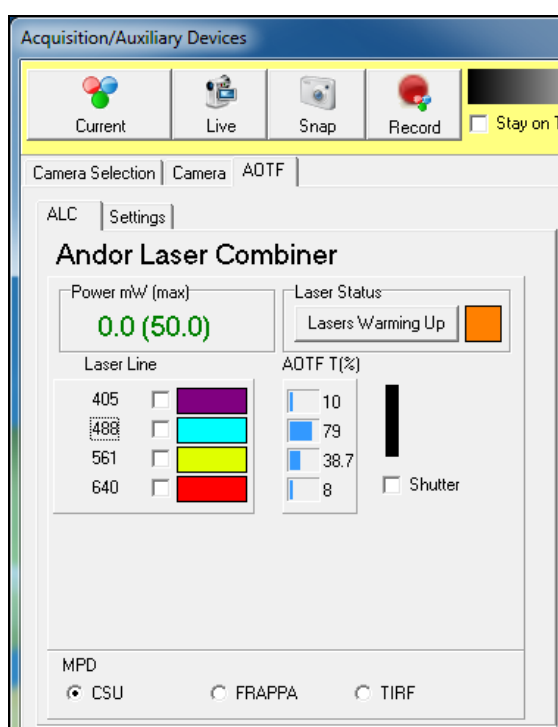 Acquisition/Auxiliary Devices
Current Live Snap Record
Stay on
Camera Selection Camera AOTF
ALC Settings
Andor Laser Combiner
Power mW (max) Laser Status
0.0 (50.0) Lasers Warming Up
Laser Line AOTF T(%)
405 10
488 79
561 38.7
640 8 Shutter
MPD
CSU FRAPPA TIRF